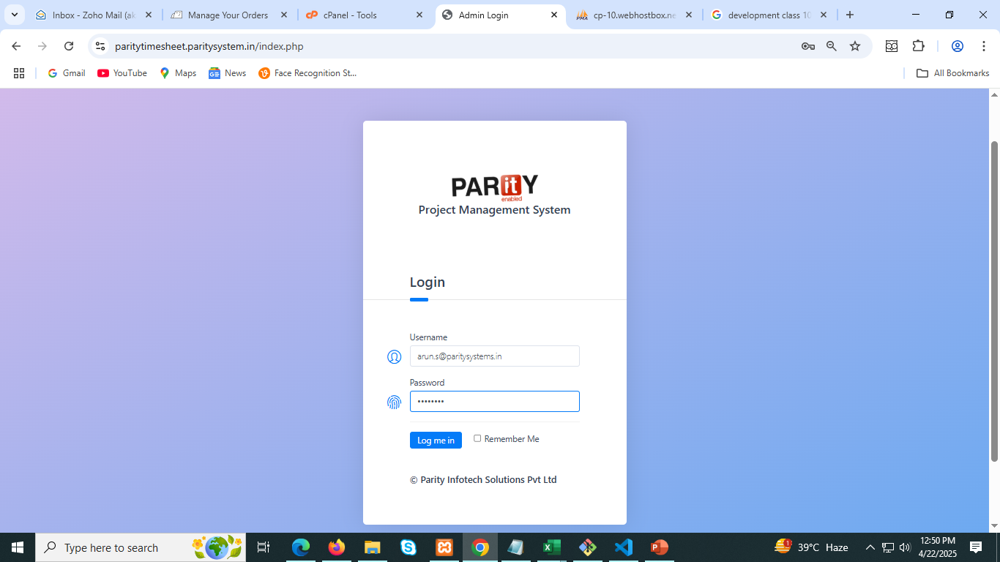 Inbox - Zoho Mail (ak
Manage Your Orders
cPanel - Tools
Admin Login
cp-10.webhostbox.ne
development class 10
paritytimesheet.paritysystem.in/index.php
Gmail
YouTube
Maps
News
Face Recognition St...
All Bookmarks
PARitY
enabled
Project Management System
Login
Username
arun.s@paritysystems.in
Password
••••••••
Log me in
Remember Me
© Parity Infotech Solutions Pvt Ltd
Type here to search
1
39°C Haze
12:50 PM
4/22/2025